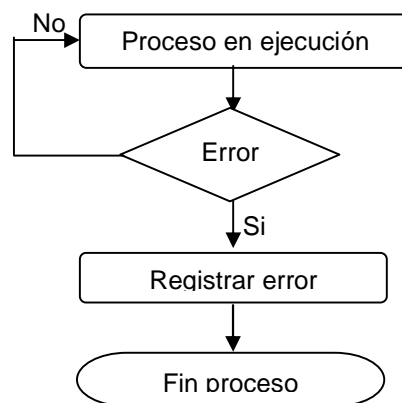 No
Proceso en ejecución
Error
Si
Registrar error
Fin proceso